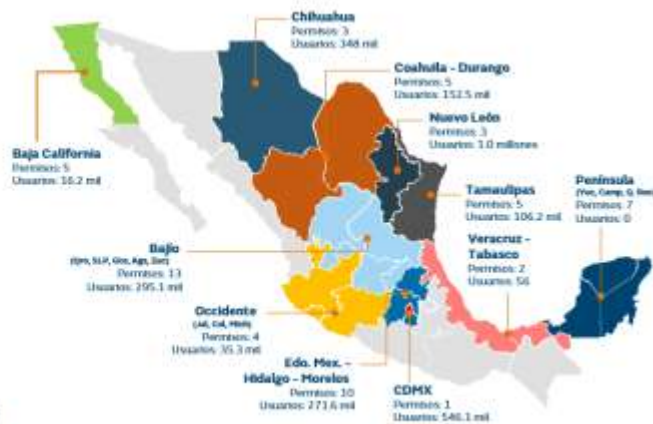 Chihuahua
Permisos: 3
Usuarios: 348 mil
Coahuila - Durango
Permisos: 5
Usuarios: 152.5 mil
Nuevo León
Permisos: 3
Usuarios: 1.0 millones
Baja California
Permisos: 5
Usuarios: 16.2 mil
Tamaulipas
Permisos: 5
Usuarios: 106.2 mil
Península
(Yuc, Camp, Q. Roo)
Permisos: 7
Usuarios: 0
Bajío
(Qro, SLP, Gto, Ags, Zac)
Permisos: 13
Usuarios: 295.1 mil
Veracruz -
Tabasco
Permisos: 2
Usuarios: 56
Occidente
(Jal, Col, Mich)
Permisos: 4
Usuarios: 35.3 mil
Edo. Mex. -
Hidalgo - Morelos
Permisos: 10
Usuarios: 271.6 mil
CDMX
Permisos: 1
Usuarios: 546.1 mil